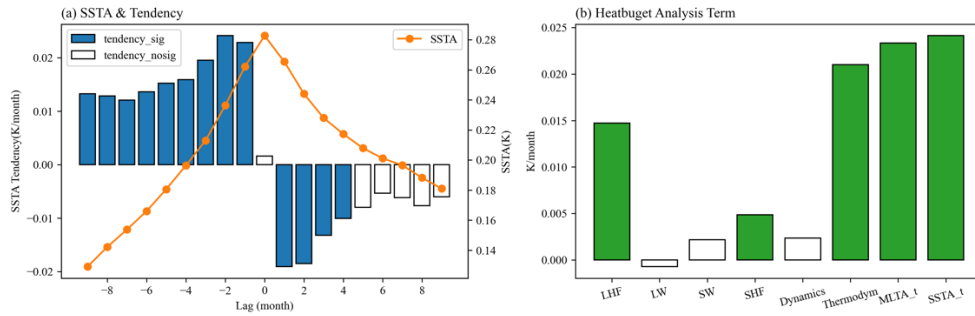 (a) SSTA & Tendency
tendency_sig
tendency_nosig
SSTA
0.02
0.01
0.00
−0.01
−0.02
SSTA Tendency(K/month)
0.28
0.26
0.24
0.22
0.20
0.18
0.16
0.14
SSTA(K)
−8 −6 −4 −2 0 2 4 6 8
Lag (month)
(b) Heatbuget Analysis Term
0.025
0.020
0.015
0.010
0.005
0.000
K/month
LHF LW SW SHF Dynamics Thermodym MLTA_t SSTA_t